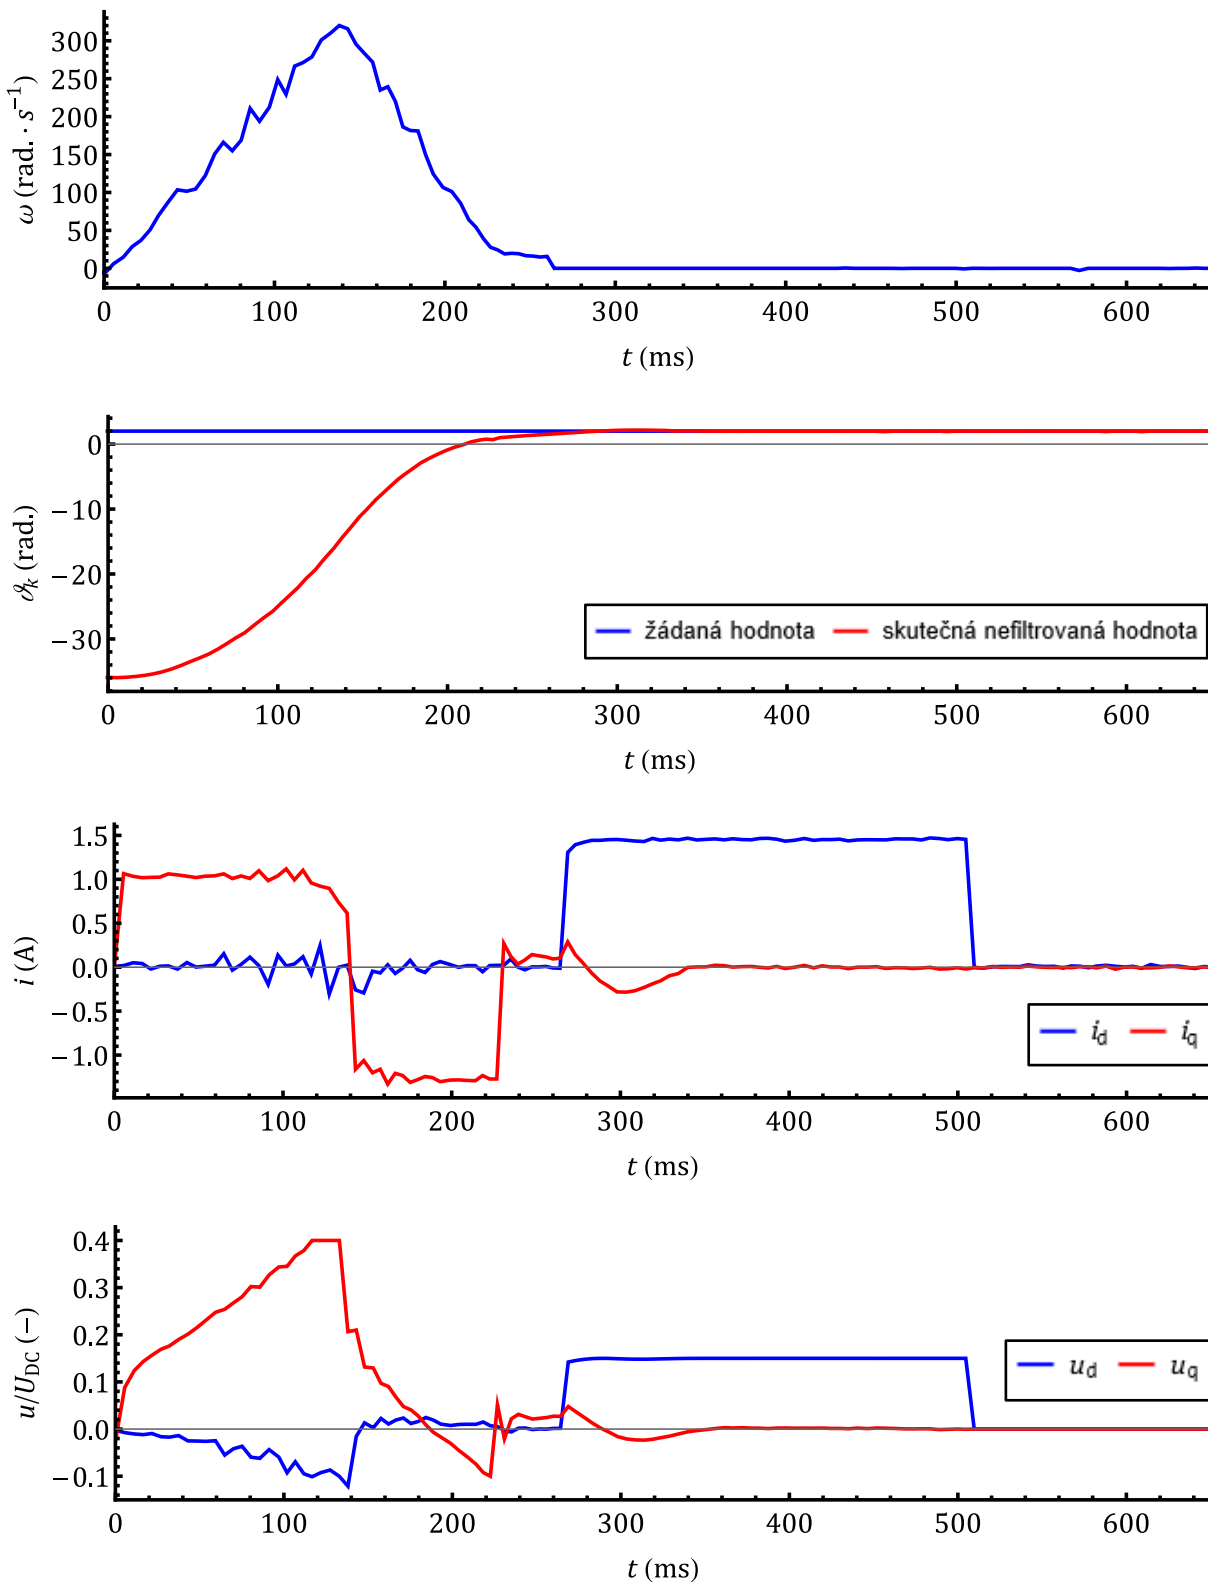 300
250
200
150
100
50
0
ω (rad. · s⁻¹)
0 100 200 300 400 500 600
t (ms)
0
−10
−20
−30
ϑk (rad.)
žádaná hodnota skutečná nefiltrovaná hodnota
0 100 200 300 400 500 600
t (ms)
1.5
1.0
0.5
0.0
−0.5
−1.0
i (A)
id iq
0 100 200 300 400 500 600
t (ms)
0.4
0.3
0.2
0.1
0.0
−0.1
u/UDC (−)
ud uq
0 100 200 300 400 500 600
t (ms)